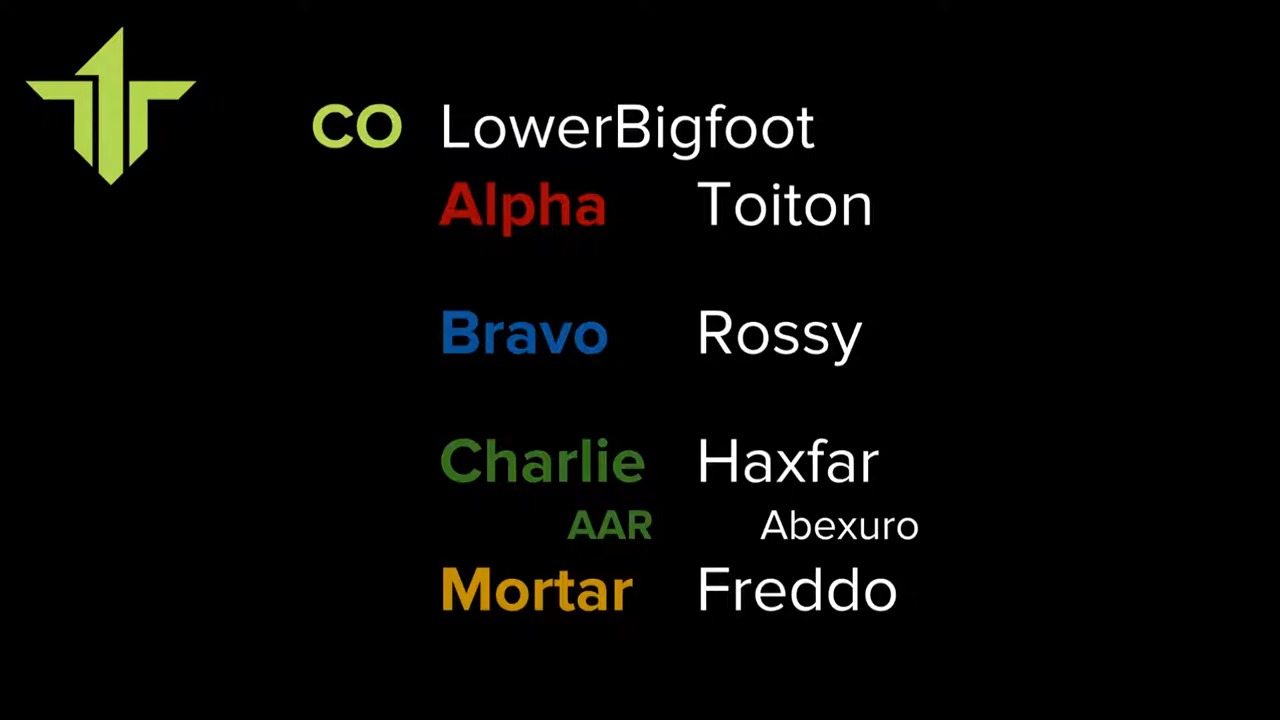 CO LowerBigfoot
Alpha Toiton
Bravo Rossy
Charlie Haxfar
AAR Abexuro
Mortar Freddo